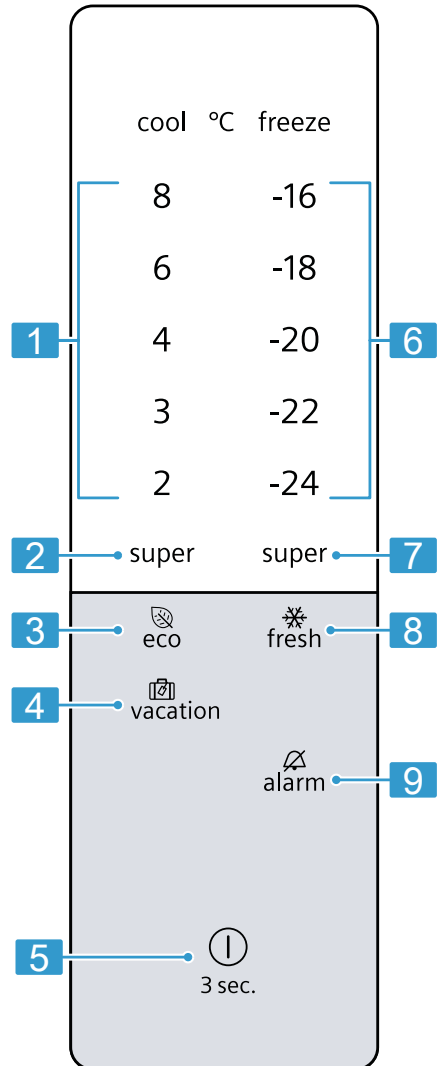 cool °C freeze
8 -16
6 -18
1 4 -20 6
3 -22
2 -24
2 super super 7
3 eco fresh 8
4 vacation
alarm 9
5 3 sec.